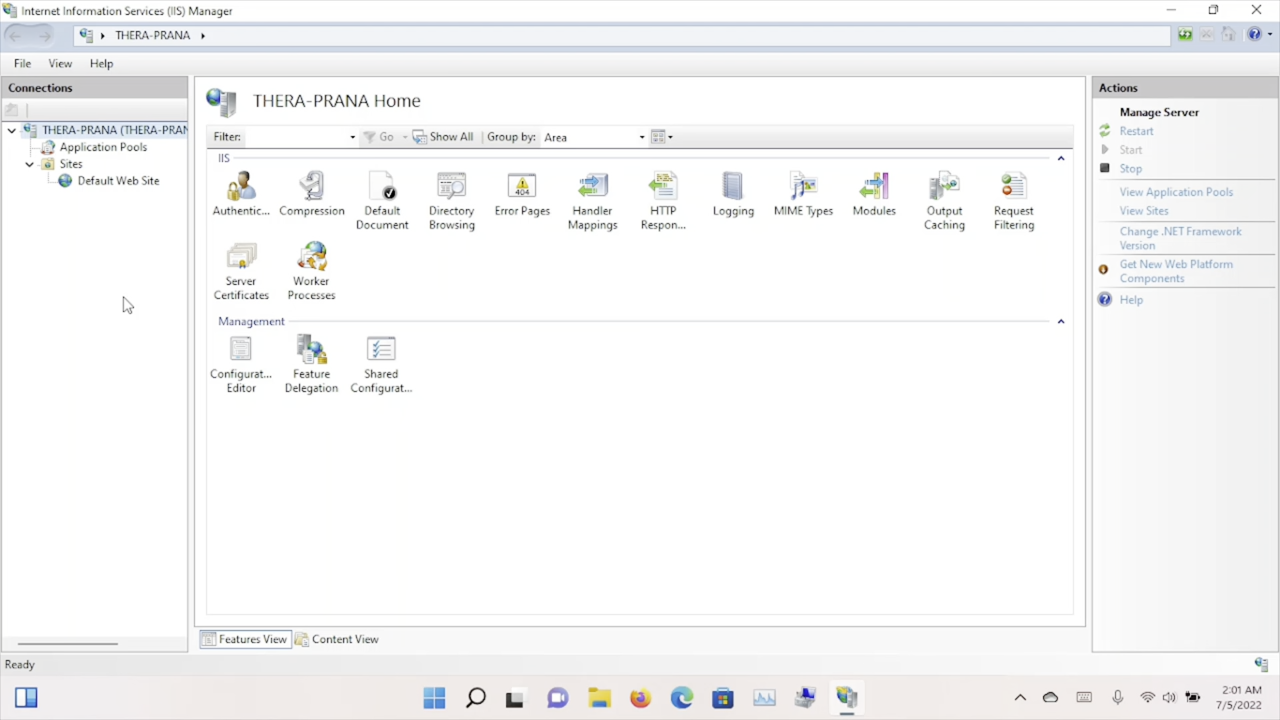 Internet Information Services (IIS) Manager
THERA-PRANA
File View Help
Connections
THERA-PRANA (THERA-PRAN
Application Pools
Sites
Default Web Site
THERA-PRANA Home
Filter: Go Show All Group by: Area
IIS
Authentic... Compression Default Document Directory Browsing Error Pages Handler Mappings HTTP Respon... Logging MIME Types Modules Output Caching Request Filtering
404
Server Certificates Worker Processes
Management
Configurat... Editor Feature Delegation Shared Configurat...
Features View Content View
Actions
Manage Server
Restart
Start
Stop
View Application Pools
View Sites
Change .NET Framework
Version
Get New Web Platform
Components
Help
Ready
2:01 AM
7/5/2022